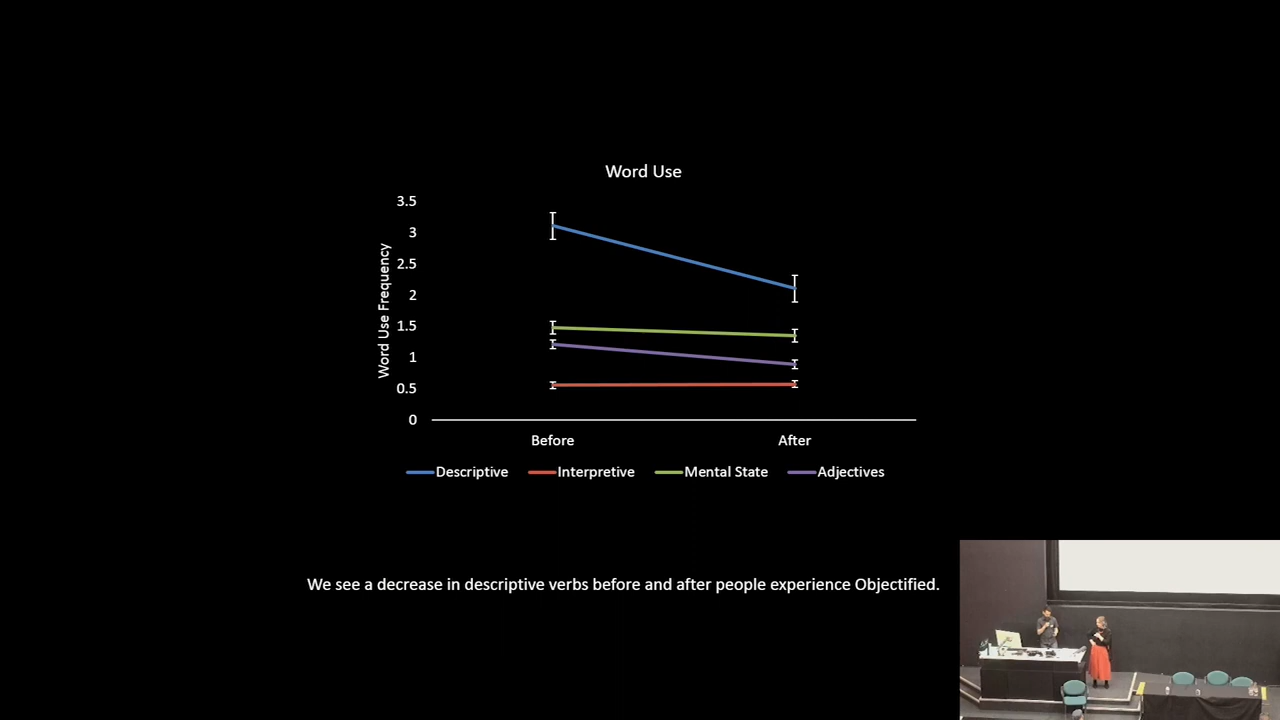 Word Use
Word Use Frequency
3.5
3
2.5
2
1.5
1
0.5
0
Before After
Descriptive Interpretive Mental State Adjectives
We see a decrease in descriptive verbs before and after people experience Objectified.